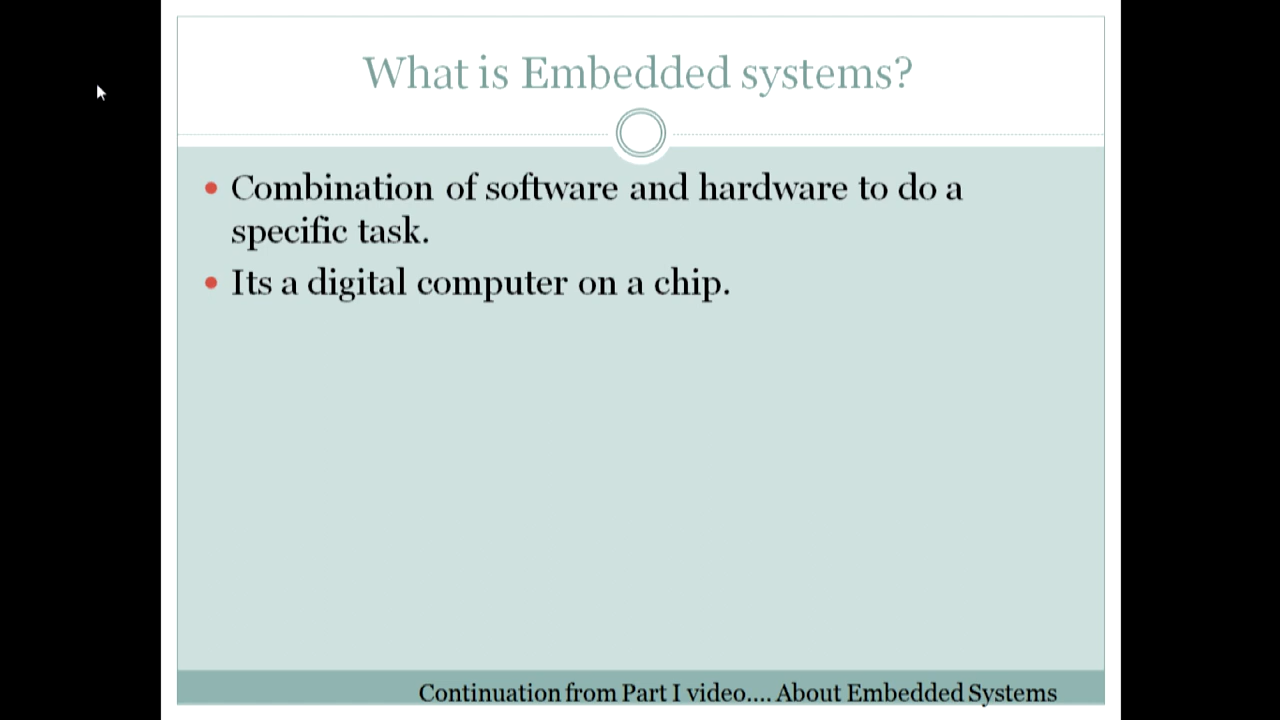 What is Embedded systems?
Combination of software and hardware to do a
specific task.
Its a digital computer on a chip.
Continuation from Part I video.... About Embedded Systems